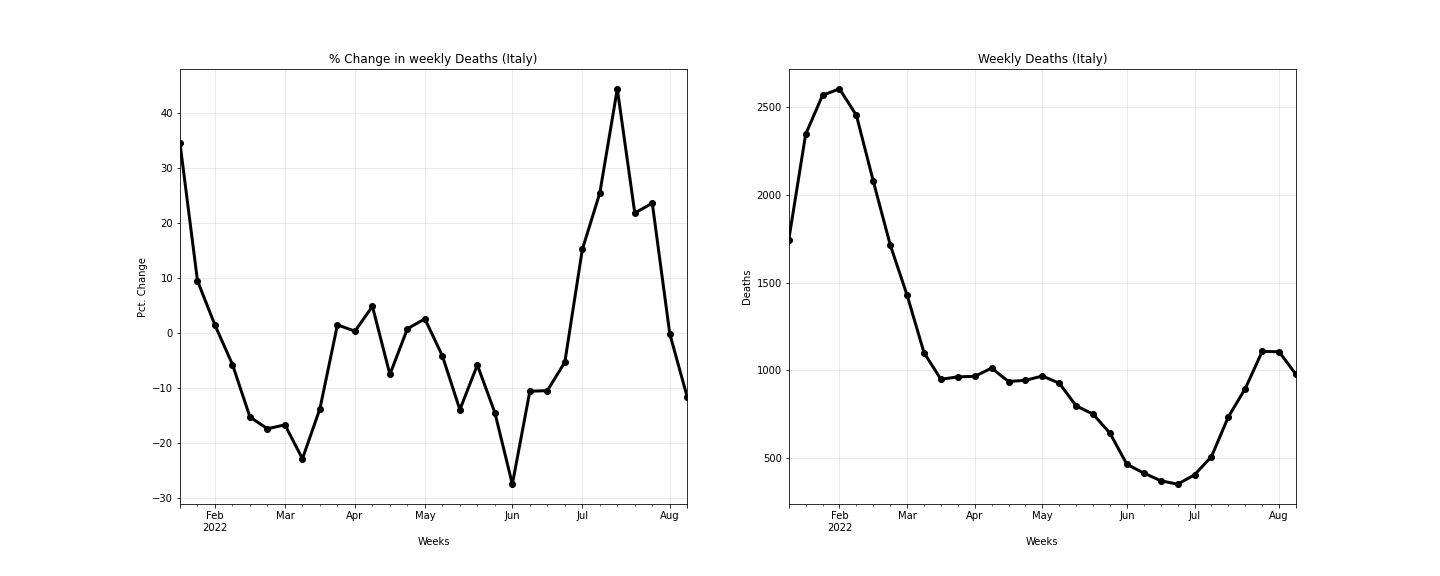 % Change in weekly Deaths (Italy)
Pct. Change
40
30
20
10
0
−10
−20
−30
Feb Mar Apr May Jun Jul Aug
2022
Weeks
Weekly Deaths (Italy)
Deaths
2500
2000
1500
1000
500
Feb Mar Apr May Jun Jul Aug
2022
Weeks